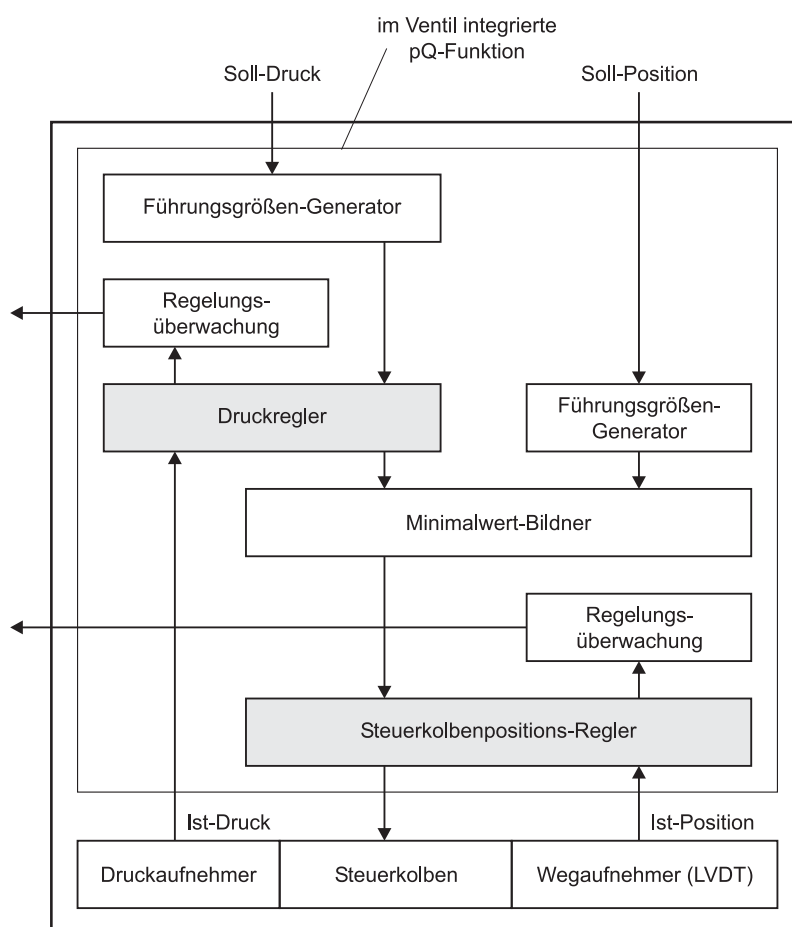 im Ventil integrierte
pQ-Funktion
Soll-Druck
Soll-Position
Führungsgrößen-Generator
Regelungs-
überwachung
Druckregler
Führungsgrößen-
Generator
Minimalwert-Bildner
Regelungs-
überwachung
Steuerkolbenpositions-Regler
Ist-Druck
Ist-Position
Druckaufnehmer
Steuerkolben
Wegaufnehmer (LVDT)